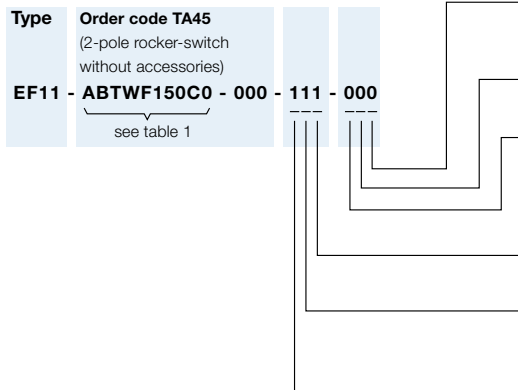 Type
Order code TA45
(2-pole rocker-switch
without accessories)
EF11 - ABTWF150C0 - 000 - 111 - 000
see table 1